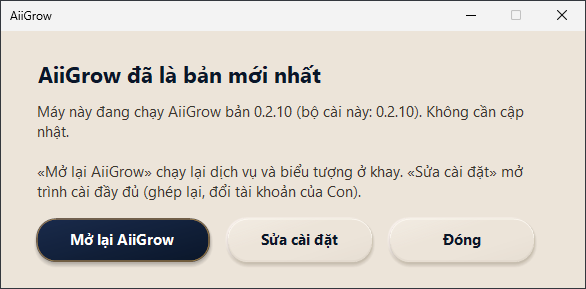 AiiGrow
AiiGrow đã là bản mới nhất
Máy này đang chạy AiiGrow bản 0.2.10 (bộ cài này: 0.2.10). Không cần cập
nhật.
«Mở lại AiiGrow» chạy lại dịch vụ và biểu tượng ở khay. «Sửa cài đặt» mở
trình cài đầy đủ (ghép lại, đổi tài khoản của Con).
Mở lại AiiGrow
Sửa cài đặt
Đóng